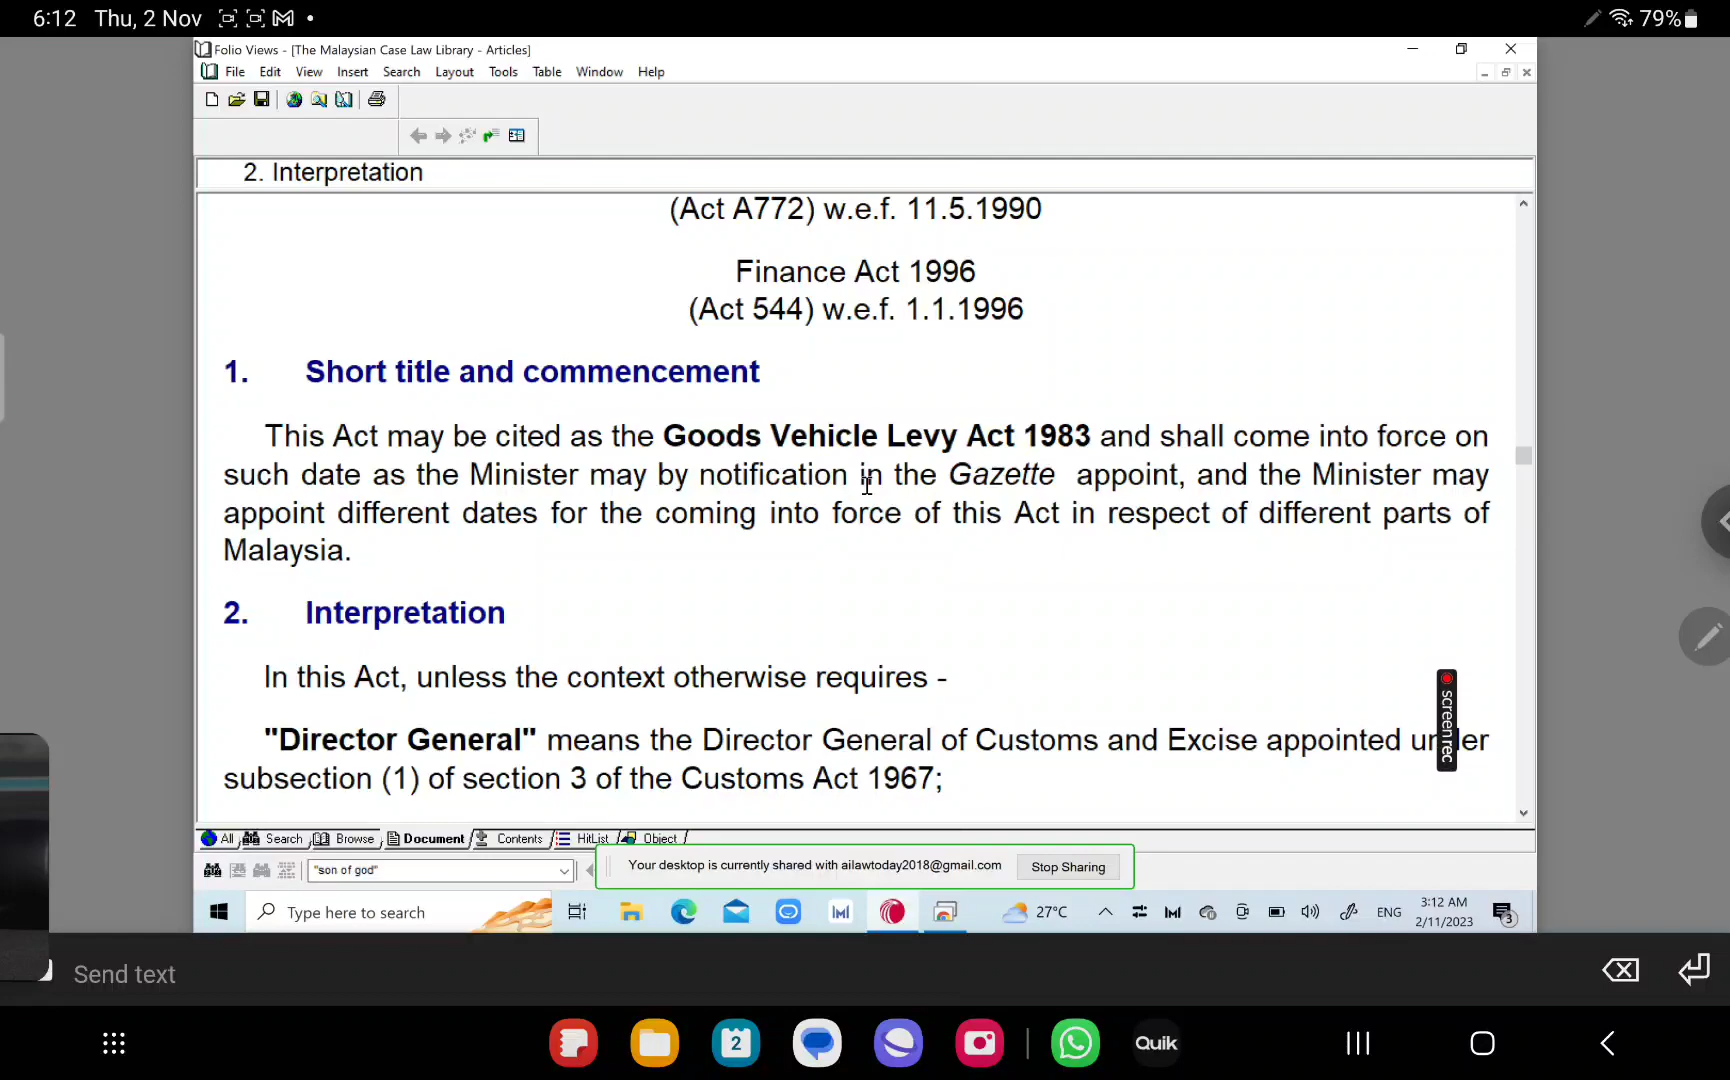 6:12 Thu, 2 Nov
79%
Folio Views - [The Malaysian Case Law Library - Articles]
File Edit View Insert Search Layout Tools Table Window Help
2. Interpretation
(Act A772) w.e.f. 11.5.1990
Finance Act 1996
(Act 544) w.e.f. 1.1.1996
1. Short title and commencement
This Act may be cited as the Goods Vehicle Levy Act 1983 and shall come into force on
such date as the Minister may by notification in the Gazette appoint, and the Minister may
appoint different dates for the coming into force of this Act in respect of different parts of
Malaysia.
2. Interpretation
In this Act, unless the context otherwise requires -
"Director General" means the Director General of Customs and Excise appointed under
subsection (1) of section 3 of the Customs Act 1967;
screenrec
All Search Browse Document Contents HitList Object
"son of god"
Your desktop is currently shared with ailawtoday2018@gmail.com Stop Sharing
Type here to search
27°C
ENG
3:12 AM
2/11/2023
3
Send text
2
Quik